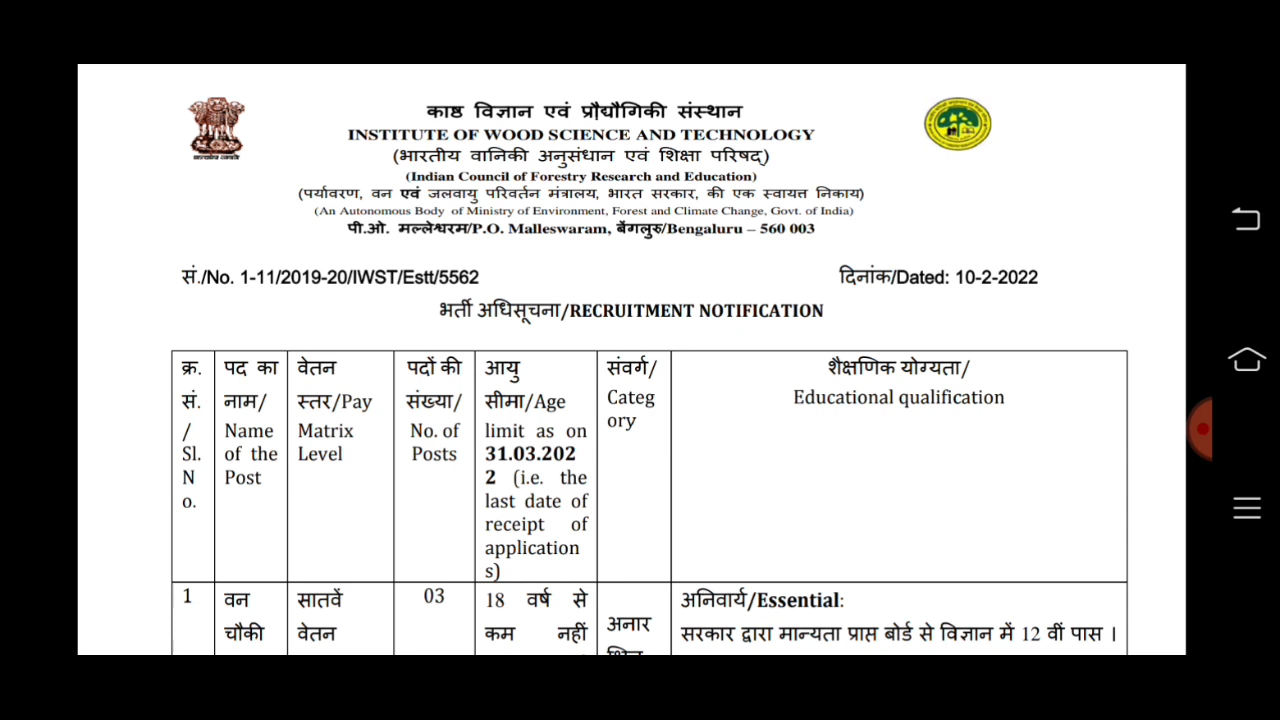 काष्ठ विज्ञान एवं प्रौद्यौगिकी संस्थान
INSTITUTE OF WOOD SCIENCE AND TECHNOLOGY
(भारतीय वानिकी अनुसंधान एवं शिक्षा परिषद्)
(Indian Council of Forestry Research and Education)
(पर्यावरण, वन एवं जलवायु परिवर्तन मंत्रालय, भारत सरकार, की एक स्वायत्त निकाय)
(An Autonomous Body of Ministry of Environment, Forest and Climate Change, Govt. of India)
पी.ओ. मल्लेश्वरम/P.O. Malleswaram, बेंगलुरु/Bengaluru – 560 003
सं./No. 1-11/2019-20/IWST/Estt/5562 दिनांक/Dated: 10-2-2022
भर्ती अधिसूचना/RECRUITMENT NOTIFICATION
क्र.
सं.
/
Sl.
N
o.
पद का
नाम/
Name
of the
Post
वेतन
स्तर/Pay
Matrix
Level
पदों की
संख्या/
No. of
Posts
आयु
सीमा/Age
limit as on
31.03.202
2 (i.e. the
last date of
receipt of
application
s)
संवर्ग/
Categ
ory
शैक्षणिक योग्यता/
Educational qualification
1
वन
चौकी
सातवें
वेतन
03
18 वर्ष से
कम नहीं
अनार
अनिवार्य/Essential:
सरकार द्वारा मान्यता प्राप्त बोर्ड से विज्ञान में 12 वीं पास ।